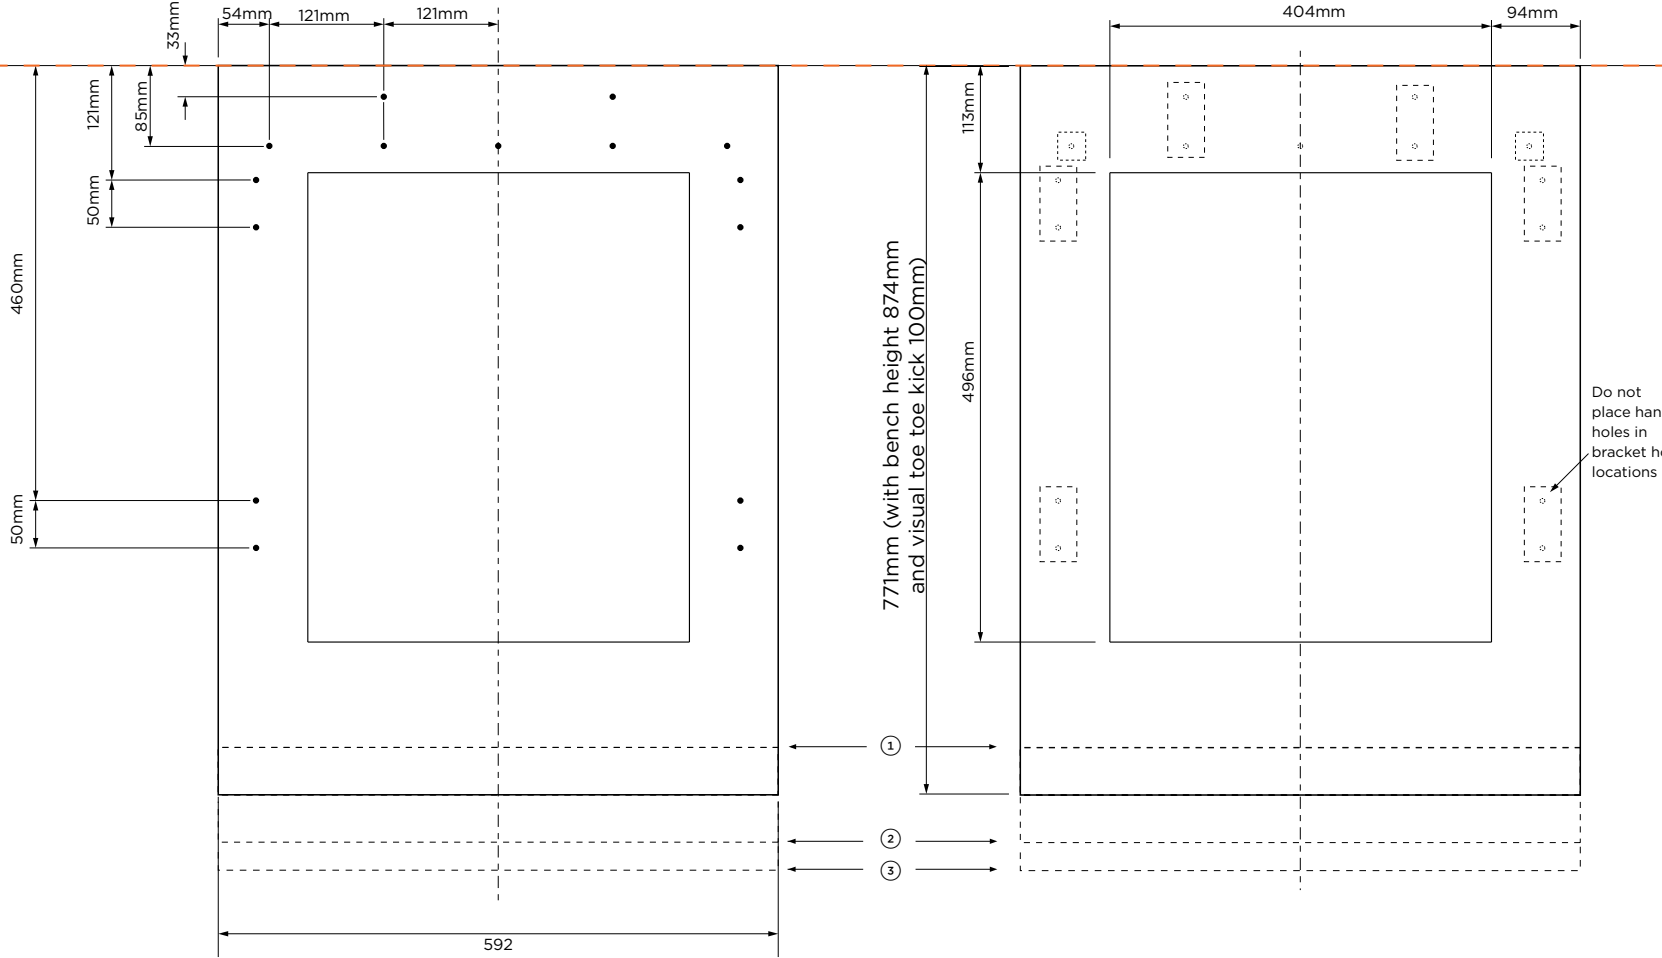 54mm
121mm
121mm
33mm
121mm
85mm
50mm
460mm
50mm
592
404mm
94mm
113mm
496mm
771mm (with bench height 874mm
and visual toe toe kick 100mm)
Do not
place han
holes in
bracket h
locations
1
2
3